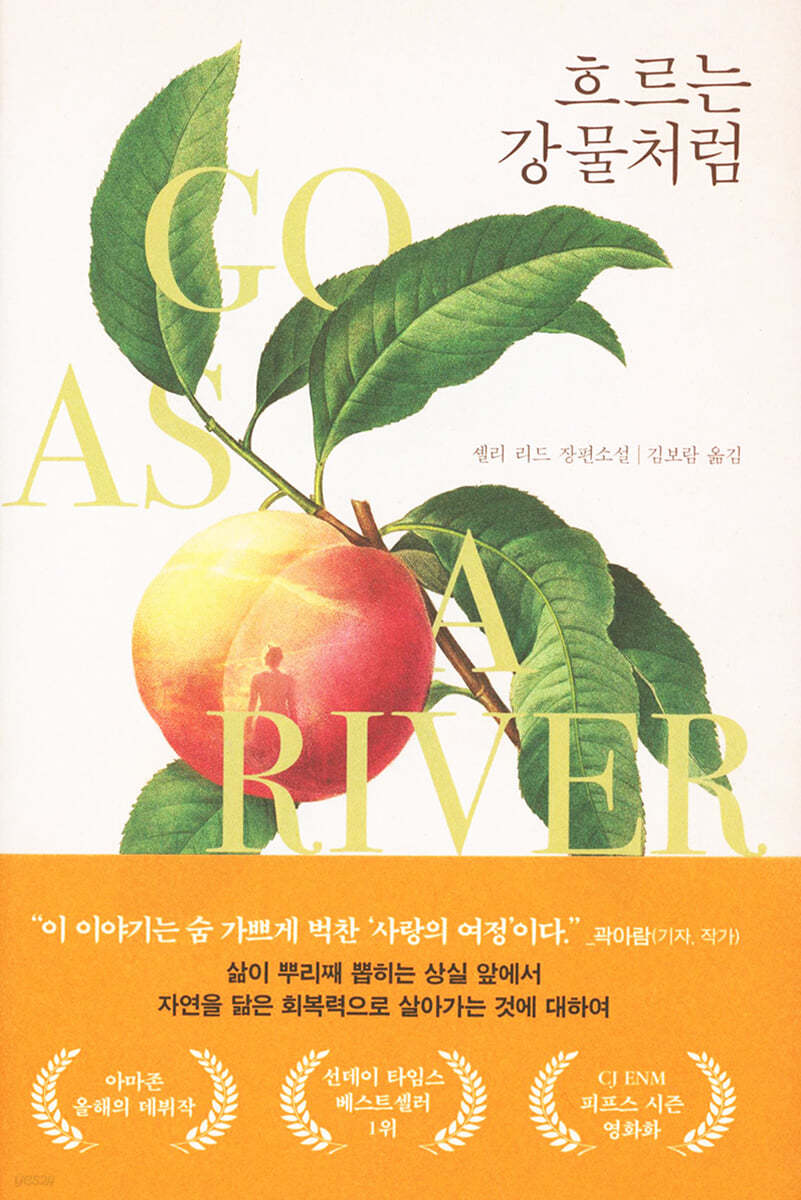 흐르는
강물처럼
GO
AS
셸리 리드 장편소설 | 김보람 옮김
A
RIVER
“이 이야기는 숨 가쁘게 벅찬 ‘사랑의 여정’이다.” _곽아람(기자, 작가)
삶이 뿌리째 뽑히는 상실 앞에서
자연을 닮은 회복력으로 살아가는 것에 대하여
아마존
올해의 데뷔작
선데이 타임스
베스트셀러
1위
CJ ENM
피프스 시즌
영화화
yes24